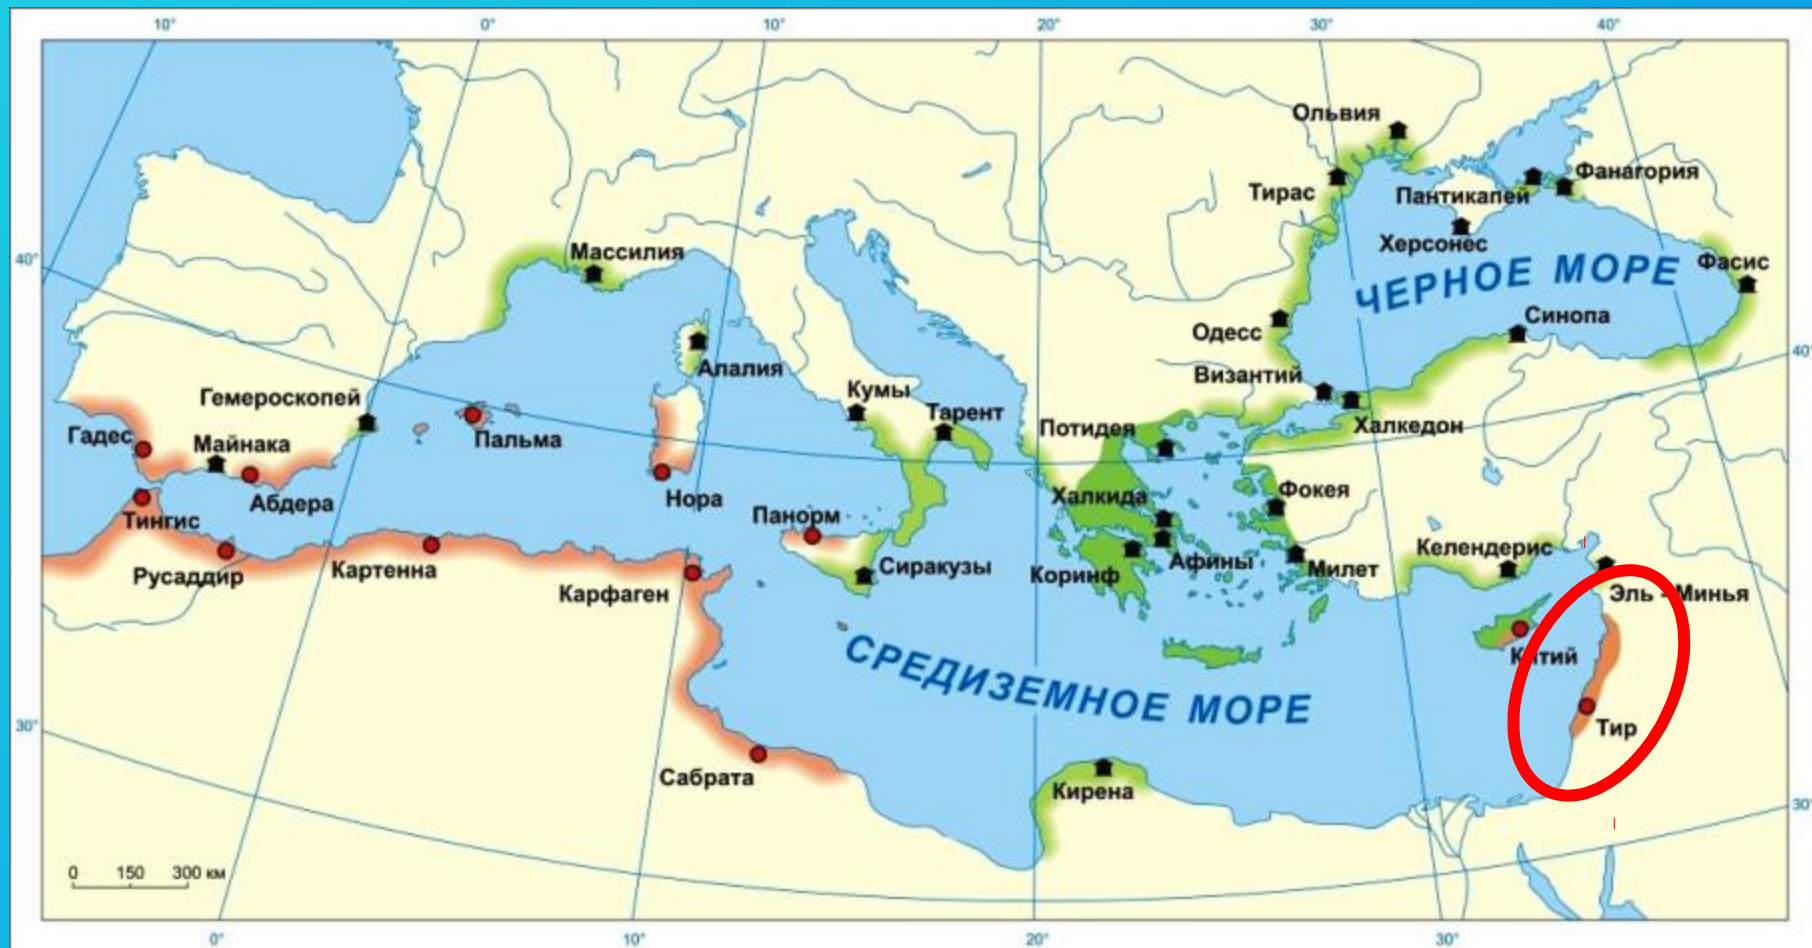 10° 0° 10° 20° 30° 40°
Ольвия
Тирас
Пантикапей
Фанагория
Херсонес
Массилия
40°
ЧЕРНОЕ МОРЕ
Фасис
Одесс
Синопа
40°
Алалия
Византий
Гемероскопей
Кумы
Тарент
Халкедон
Гадес
Майнака
Пальма
Потидея
Абдера
Нора
Халкида
Фокея
Тингис
Панорм
Русаддир
Картенна
Карфаген
Сиракузы
Коринф
Афины
Милет
Келендерис
Эль - Минья
СРЕДИЗЕМНОЕ МОРЕ
Китий
30°
Тир
Сабрата
Кирена
30°
0 150 300 км
0° 10° 20° 30°